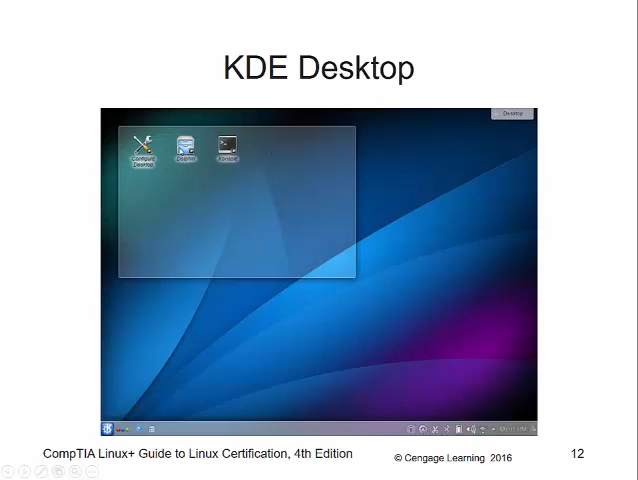 KDE Desktop
Desktop
Configure
Desktop
Dolphin
Konsole
CompTIA Linux+ Guide to Linux Certification, 4th Edition
© Cengage Learning 2016
12